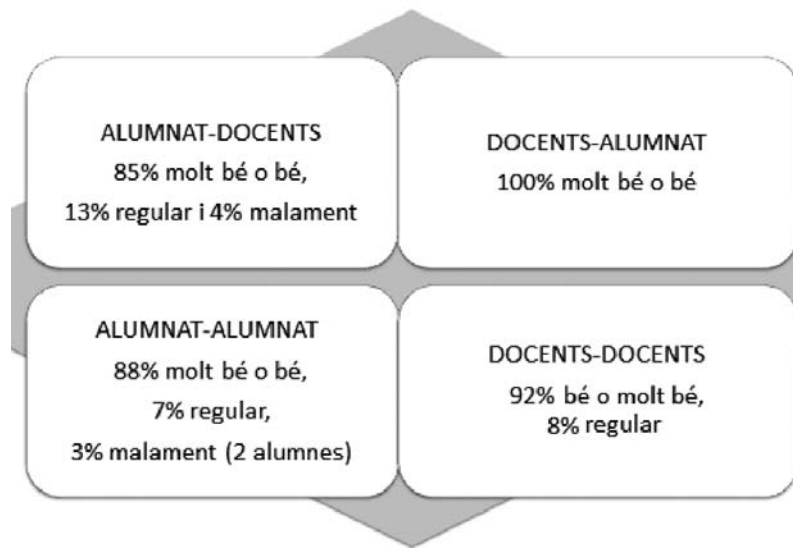 ALUMNAT-DOCENTS
85% molt bé o bé,
13% regular i 4% malament
DOCENTS-ALUMNAT
100% molt bé o bé
ALUMNAT-ALUMNAT
88% molt bé o bé,
7% regular,
3% malament (2 alumnes)
DOCENTS-DOCENTS
92% bé o molt bé,
8% regular